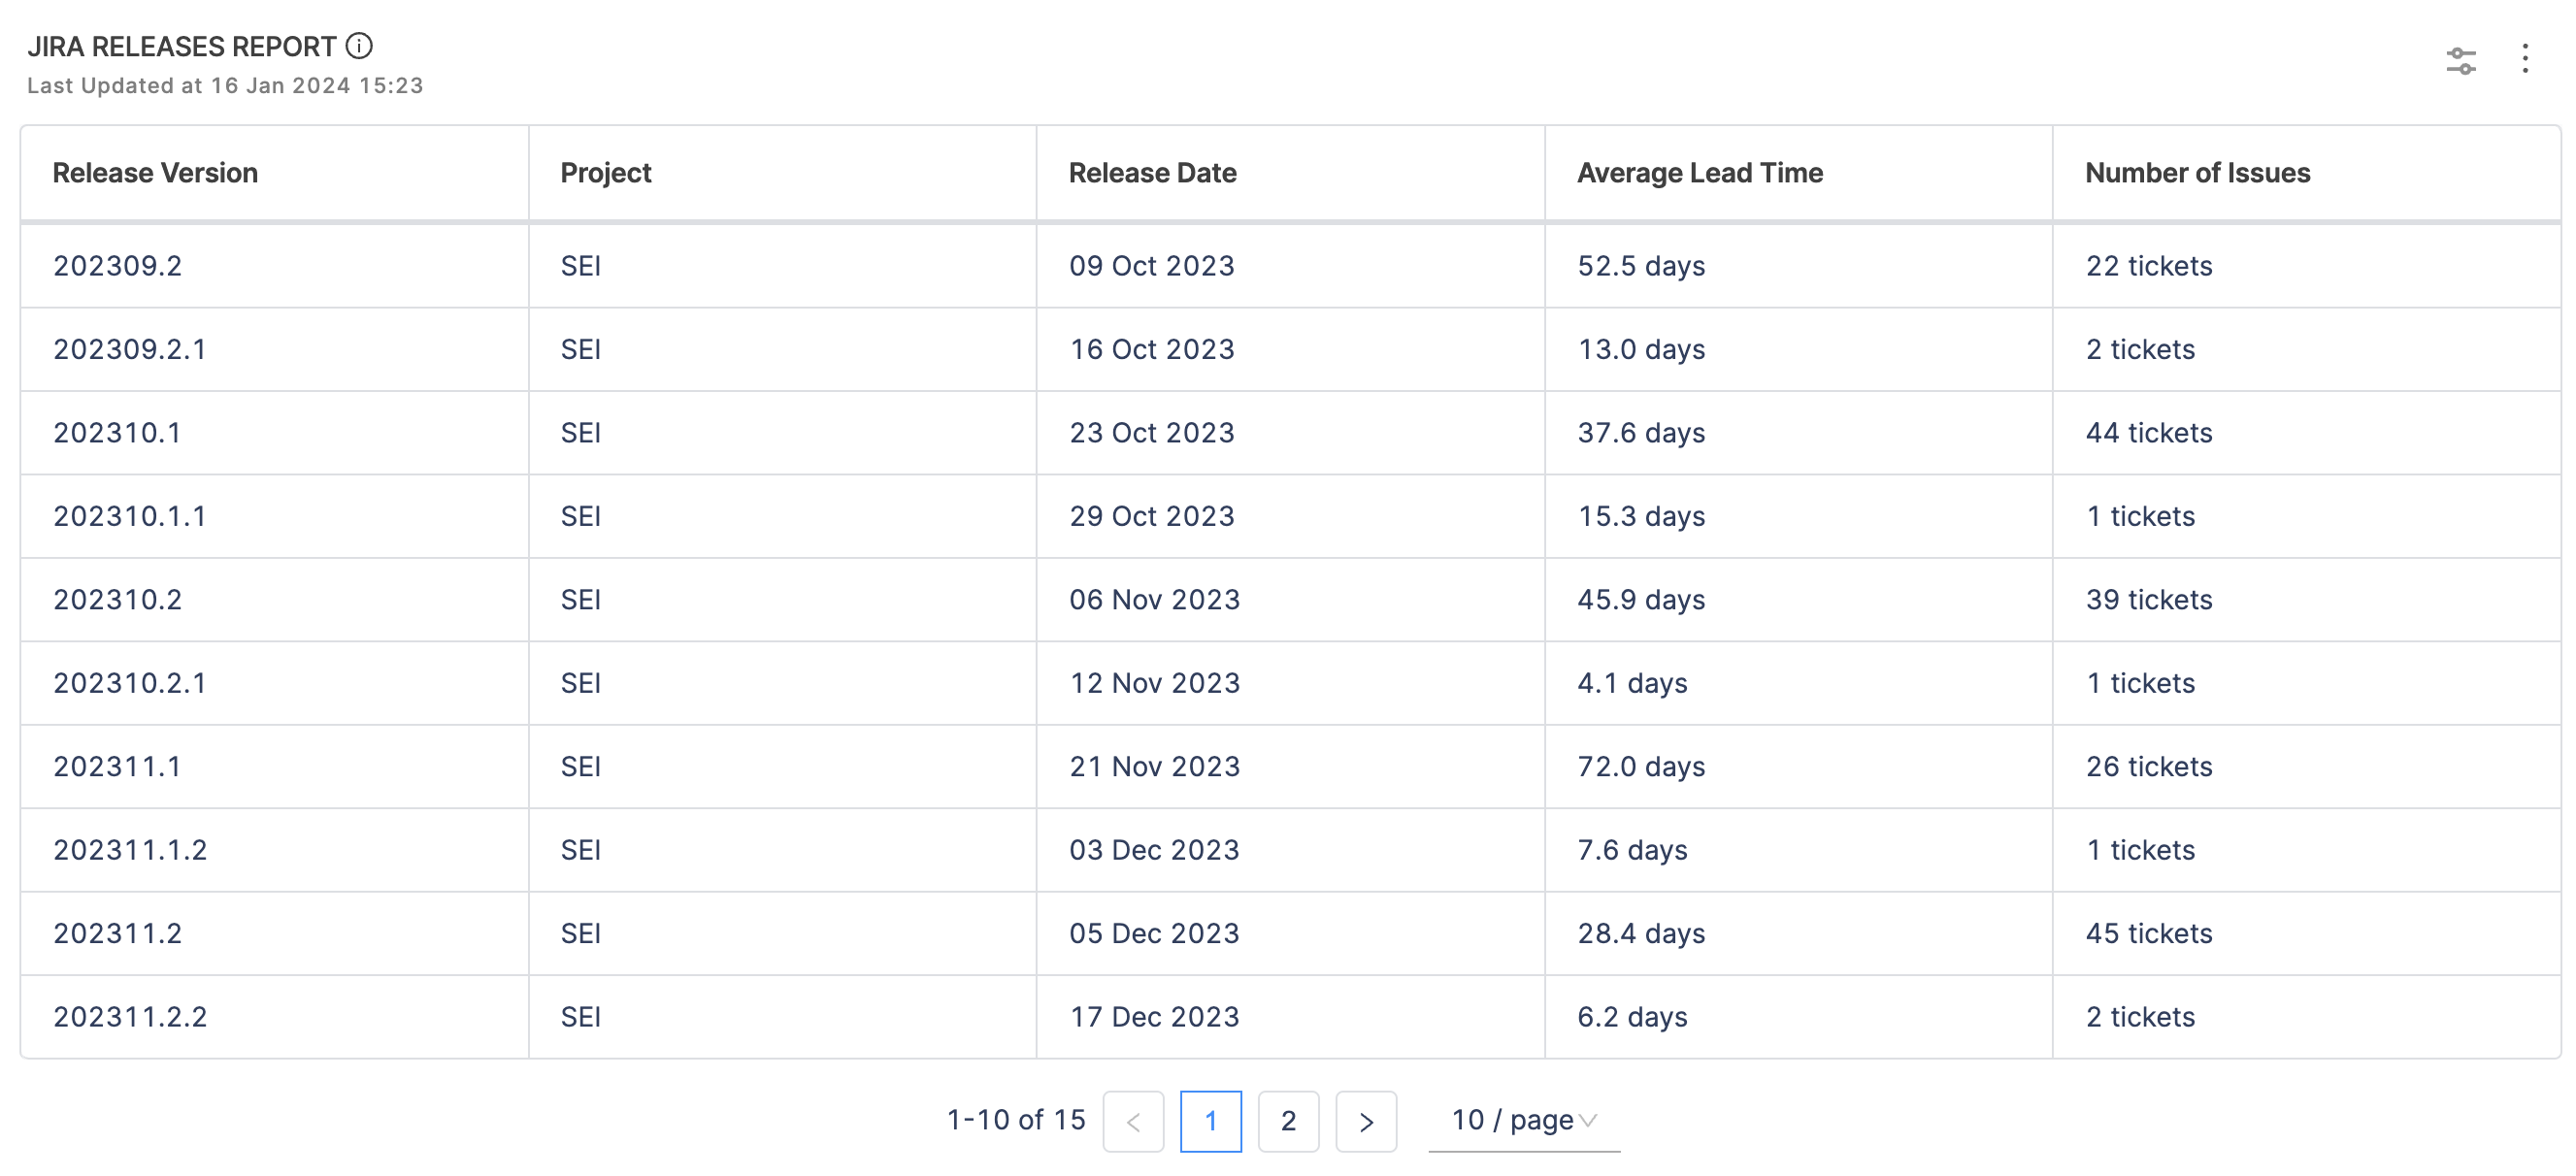 JIRA RELEASES REPORT
Last Updated at 16 Jan 2024 15:23
Release Version Project Release Date Average Lead Time Number of Issues
202309.2 SEI 09 Oct 2023 52.5 days 22 tickets
202309.2.1 SEI 16 Oct 2023 13.0 days 2 tickets
202310.1 SEI 23 Oct 2023 37.6 days 44 tickets
202310.1.1 SEI 29 Oct 2023 15.3 days 1 tickets
202310.2 SEI 06 Nov 2023 45.9 days 39 tickets
202310.2.1 SEI 12 Nov 2023 4.1 days 1 tickets
202311.1 SEI 21 Nov 2023 72.0 days 26 tickets
202311.1.2 SEI 03 Dec 2023 7.6 days 1 tickets
202311.2 SEI 05 Dec 2023 28.4 days 45 tickets
202311.2.2 SEI 17 Dec 2023 6.2 days 2 tickets
1-10 of 15 < 1 2 > 10 / page